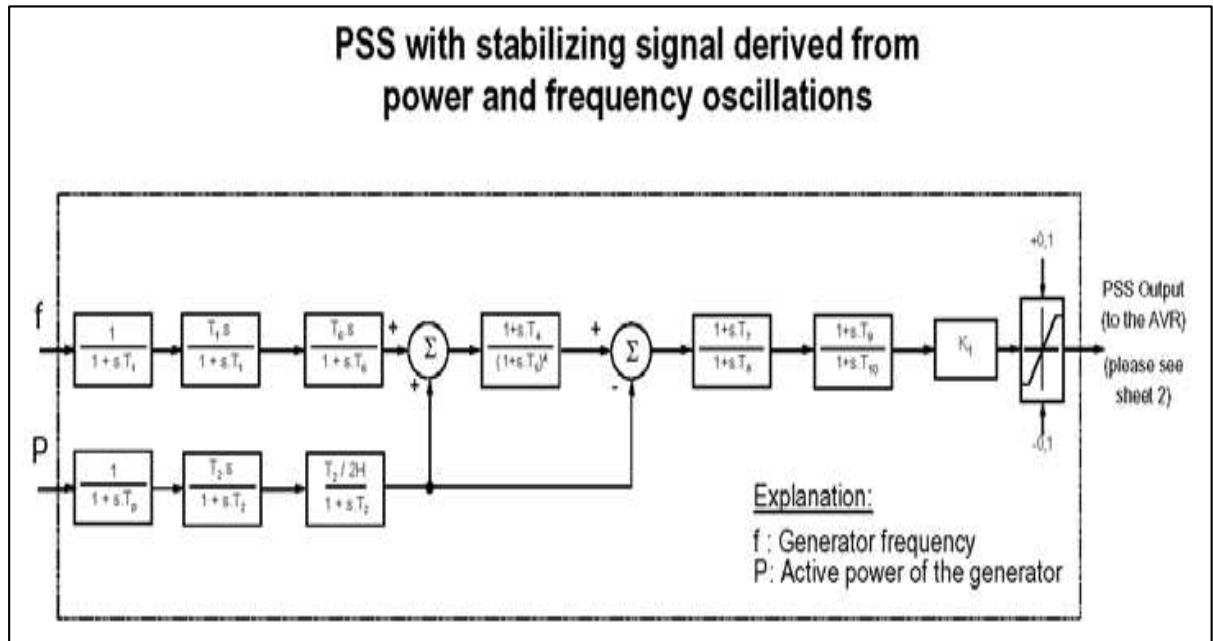 PSS with stabilizing signal derived from
power and frequency oscillations
+0,1
f
1
1 + s.T
T₁.s
1 + s.T₁
T₆.s
1 + s.T₆
+
Σ
+
1+s.T₄
(1+s.T₅)⁴
+
Σ
-
1+s.T₇
1+s.T₈
1+s.T₉
1+s.T₁₀
PSS Output
(to the AVR)
(please see
sheet 2)
-0,1
P
1
1 + s.Tₚ
T₂.s
1 + s.T₂
T₂ / 2H
1 + s.T₂
Explanation:
f : Generator frequency
P: Active power of the generator